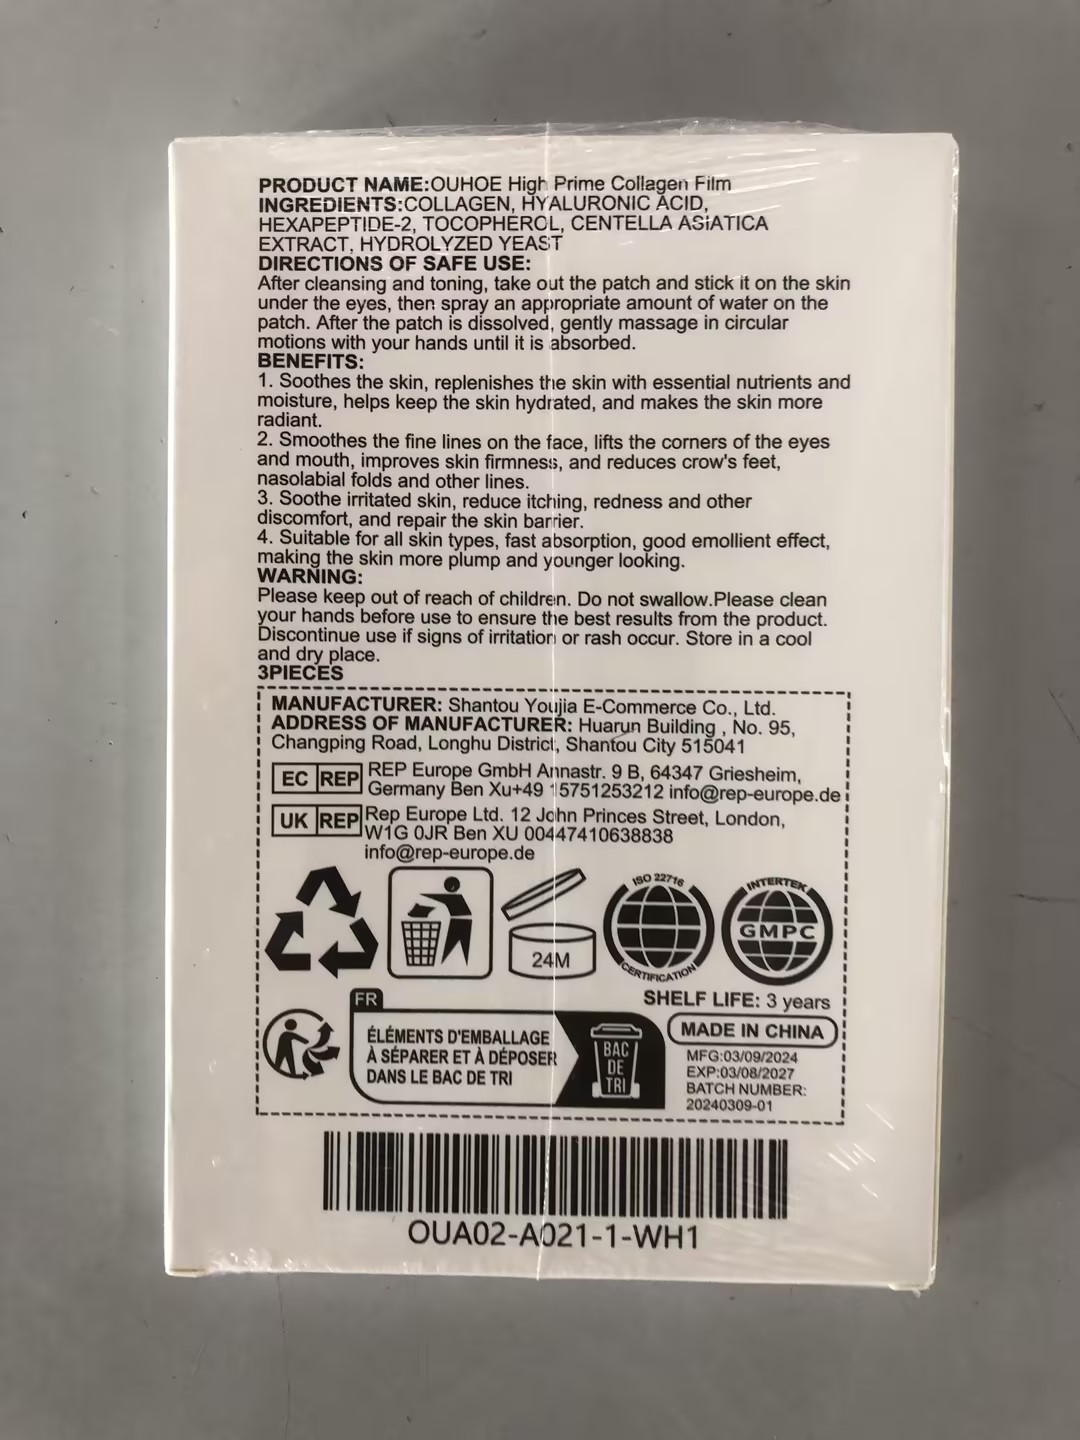 PRODUCT NAME:OUHOE High Prime Collagen Film
INGREDIENTS:COLLAGEN, HYALURONIC ACID,
HEXAPEPTIDE-2, TOCOPHEROL, CENTELLA ASIATICA
EXTRACT, HYDROLYZED YEAST
DIRECTIONS OF SAFE USE:
After cleansing and toning, take out the patch and stick it on the skin
under the eyes, then spray an appropriate amount of water on the
patch. After the patch is dissolved, gently massage in circular
motions with your hands until it is absorbed.
BENEFITS:
1. Soothes the skin, replenishes the skin with essential nutrients and
moisture, helps keep the skin hydrated, and makes the skin more
radiant.
2. Smoothes the fine lines on the face, lifts the corners of the eyes
and mouth, improves skin firmness, and reduces crow's feet,
nasolabial folds and other lines.
3. Soothe irritated skin, reduce itching, redness and other
discomfort, and repair the skin barrier.
4. Suitable for all skin types, fast absorption, good emollient effect,
making the skin more plump and younger looking.
WARNING:
Please keep out of reach of children. Do not swallow.Please clean
your hands before use to ensure the best results from the product.
Discontinue use if signs of irritation or rash occur. Store in a cool
and dry place.
3PIECES
MANUFACTURER: Shantou Youjia E-Commerce Co., Ltd.
ADDRESS OF MANUFACTURER: Huarun Building , No. 95,
Changping Road, Longhu District, Shantou City 515041
EC REP REP Europe GmbH Annastr. 9 B, 64347 Griesheim,
Germany Ben Xu+49 15751253212 info@rep-europe.de
UK REP Rep Europe Ltd. 12 John Princes Street, London,
W1G 0JR Ben XU 00447410638838
info@rep-europe.de
24M
ISO 22716
CERTIFICATION
INTERTEK
GMPC
SHELF LIFE: 3 years
FR
ÉLÉMENTS D'EMBALLAGE
À SÉPARER ET À DÉPOSER
DANS LE BAC DE TRI
BAC
DE
TRI
MADE IN CHINA
MFG:03/09/2024
EXP:03/08/2027
BATCH NUMBER:
20240309-01
OUA02-A021-1-WH1